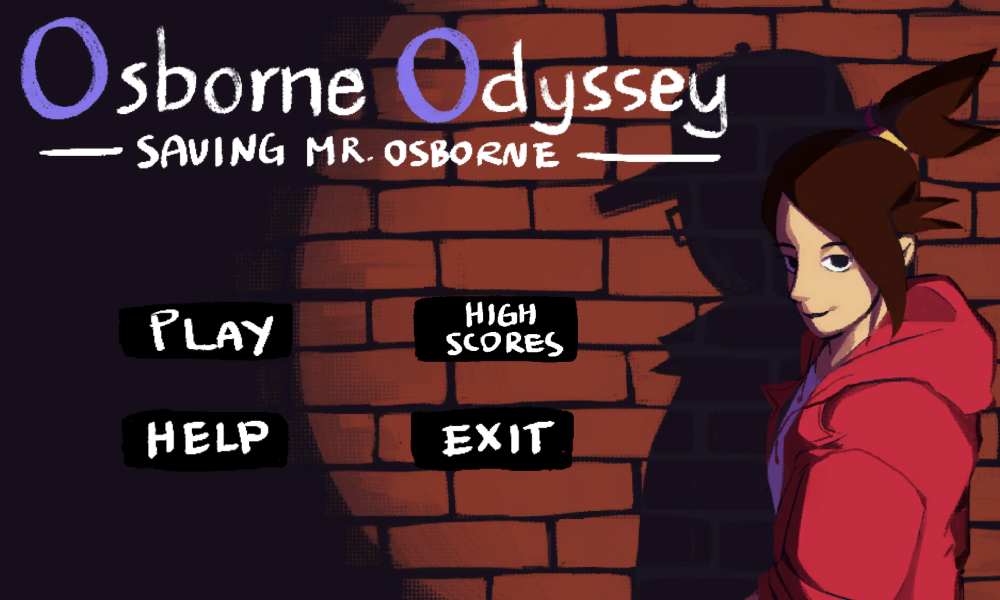 Osborne Odyssey
SAVING MR. OSBORNE
PLAY
HIGH
SCORES
HELP
EXIT